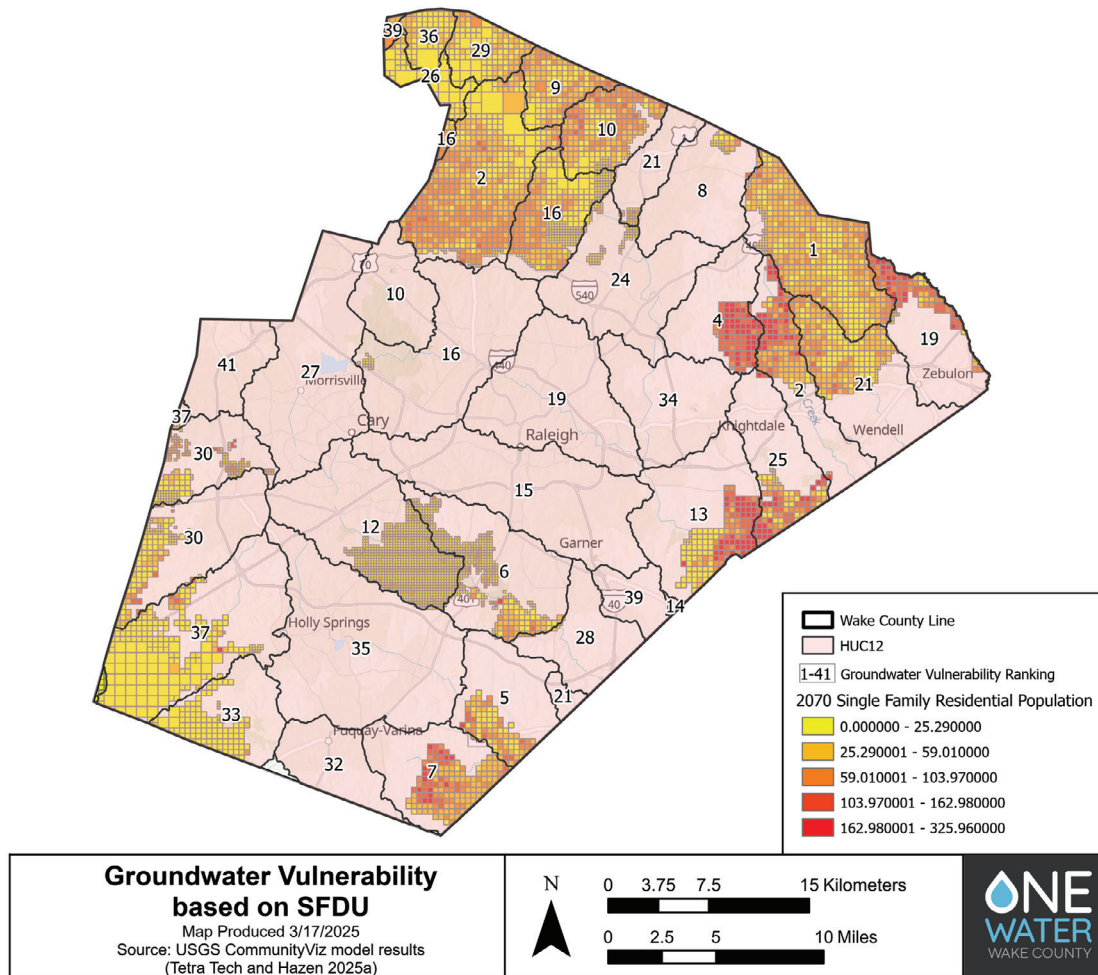 39
36
29
26
9
10
16
21
2
8
16
1
24
70
540
10
4
19
16
41
27
440
Morrisville
Zebulon
2
21
19
34
37
Cary
Raleigh
Creek
Knightdale
Wendell
30
25
15
13
12
30
Garner
6
401
40
39
14
37
Holly Springs
28
35
5
21
33
Fuquay-Varina
32
7
Wake County Line
HUC12
1-41 Groundwater Vulnerability Ranking
2070 Single Family Residential Population
0.000000 - 25.290000
25.290001 - 59.010000
59.010001 - 103.970000
103.970001 - 162.980000
162.980001 - 325.960000
Groundwater Vulnerability
based on SFDU
Map Produced 3/17/2025
Source: USGS CommunityViz model results
(Tetra Tech and Hazen 2025a)
N
0 3.75 7.5 15 Kilometers
0 2.5 5 10 Miles
ONE
WATER
WAKE COUNTY